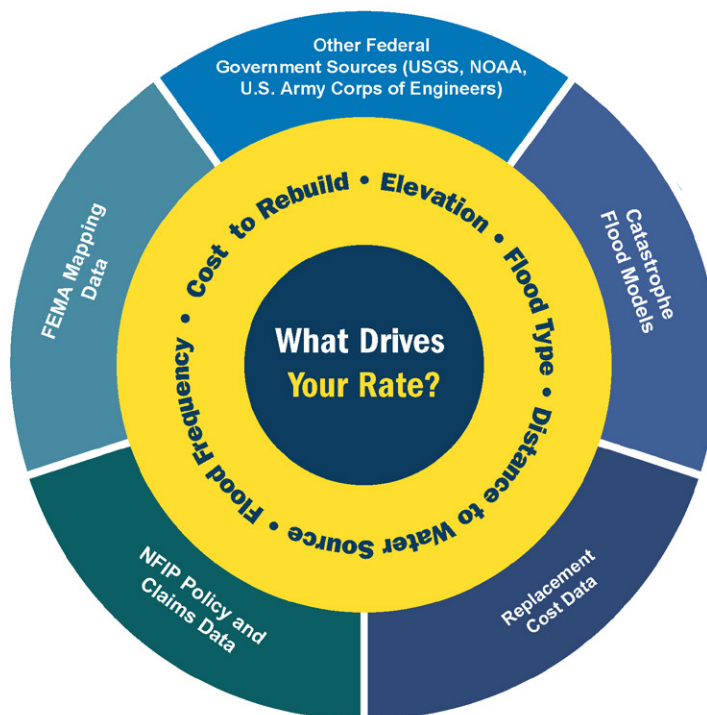 Other Federal
Government Sources (USGS, NOAA,
U.S. Army Corps of Engineers)
Catastrophe
Flood Models
Replacement
Cost Data
NFIP Policy and
Claims Data
FEMA Mapping
Data
Cost to Rebuild • Elevation • Flood Type • Distance to Water Source • Flood Frequency •
What Drives
Your Rate?